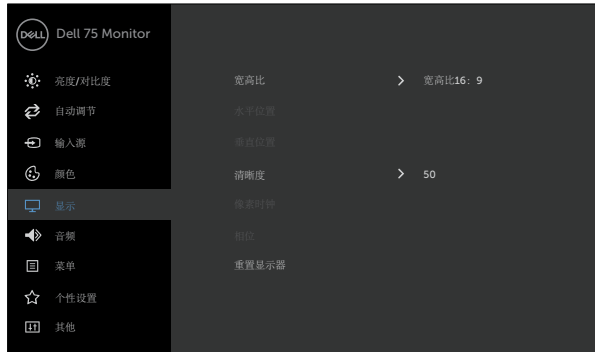 DELL Dell 75 Monitor
亮度/对比度 宽高比 宽高比16: 9
自动调节 水平位置
输入源 垂直位置
颜色 清晰度 50
显示 像素时钟
音频 相位
菜单 重置显示器
个性设置
其他